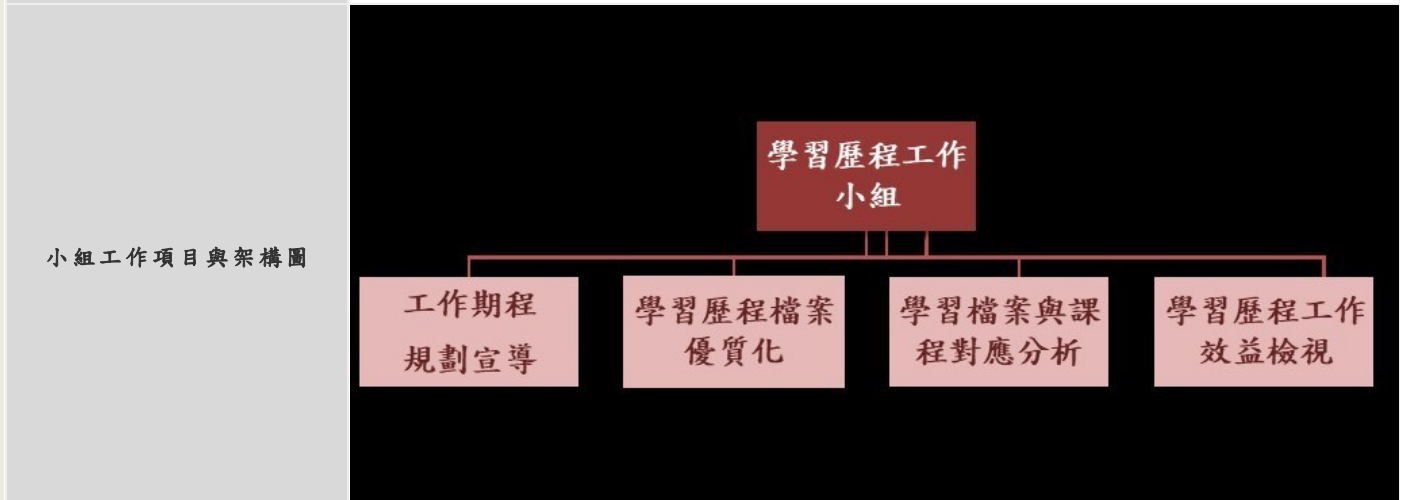 小組工作項目與架構圖
學習歷程工作
小組
工作期程
規劃宣導
學習歷程檔案
優質化
學習檔案與課
程對應分析
學習歷程工作
效益檢視